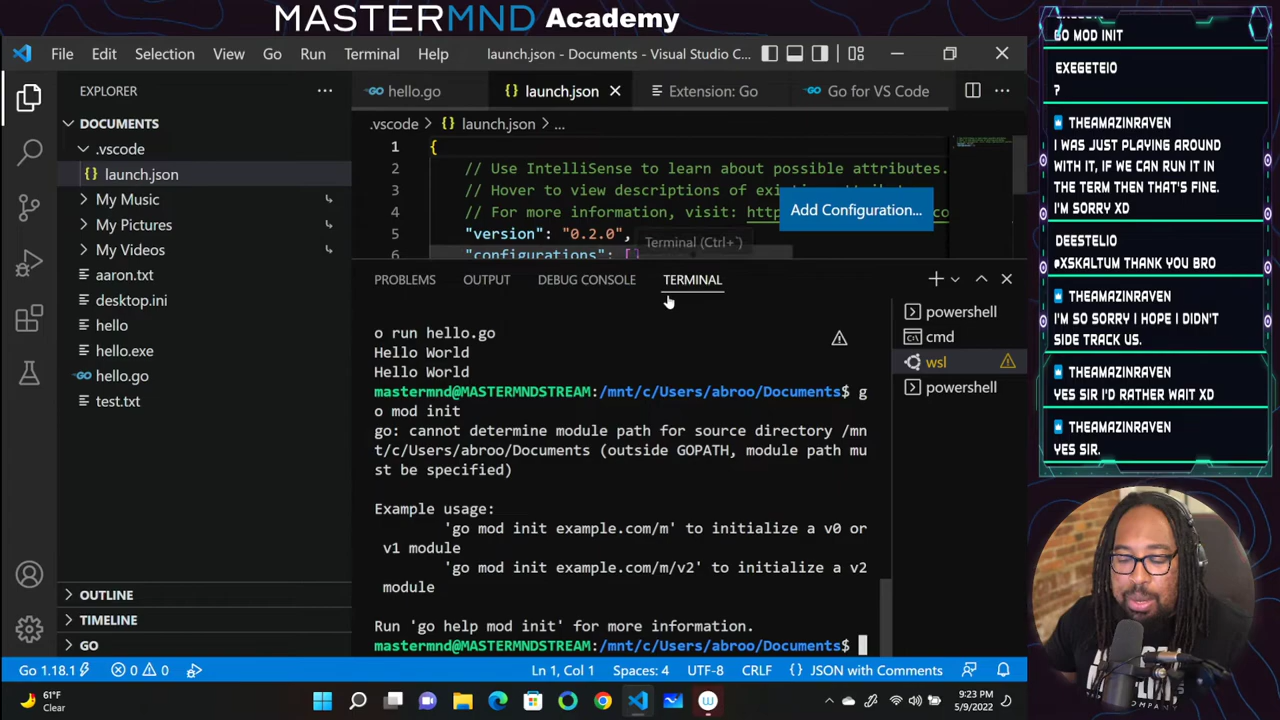 MASTERMND Academy
File Edit Selection View Go Run Terminal Help launch.json - Documents - Visual Studio C...
EXPLORER
DOCUMENTS
.vscode
launch.json
My Music
My Pictures
My Videos
aaron.txt
desktop.ini
hello
hello.exe
hello.go
test.txt
OUTLINE
TIMELINE
GO
hello.go launch.json Extension: Go Go for VS Code
.vscode > {} launch.json > ...
1 {
2 // Use IntelliSense to learn about possible attributes.
3 // Hover to view descriptions of existing
4 // For more information, visit: http co
5 "version": "0.2.0",
"configurations": []
Add Configuration...
Terminal (Ctrl+`)
PROBLEMS OUTPUT DEBUG CONSOLE TERMINAL
o run hello.go
Hello World
Hello World
mastermnd@MASTERMNDSTREAM:/mnt/c/Users/abroo/Documents$ g
o mod init
go: cannot determine module path for source directory /mn
t/c/Users/abroo/Documents (outside GOPATH, module path mu
st be specified)
Example usage:
'go mod init example.com/m' to initialize a v0 or
v1 module
'go mod init example.com/m/v2' to initialize a v2
module
Run 'go help mod init' for more information.
mastermnd@MASTERMNDSTREAM:/mnt/c/Users/abroo/Documents$
powershell
cmd
wsl
powershell
Go 1.18.1 0 0 Ln 1, Col 1 Spaces: 4 UTF-8 CRLF {} JSON with Comments
61°F
Clear
9:23 PM
5/9/2022
GO MOD INIT
EXEGETEIO
?
THEAMAZINRAVEN
I WAS JUST PLAYING AROUND
WITH IT, IF WE CAN RUN IT IN
THE TERM THEN THAT'S FINE.
I'M SORRY XD
DEESTELIO
@XSKALTUM THANK YOU BRO
THEAMAZINRAVEN
I'M SO SORRY I HOPE I DIDN'T
SIDE TRACK US.
THEAMAZINRAVEN
YES SIR I'D RATHER WAIT XD
THEAMAZINRAVEN
YES SIR.
COMPANY